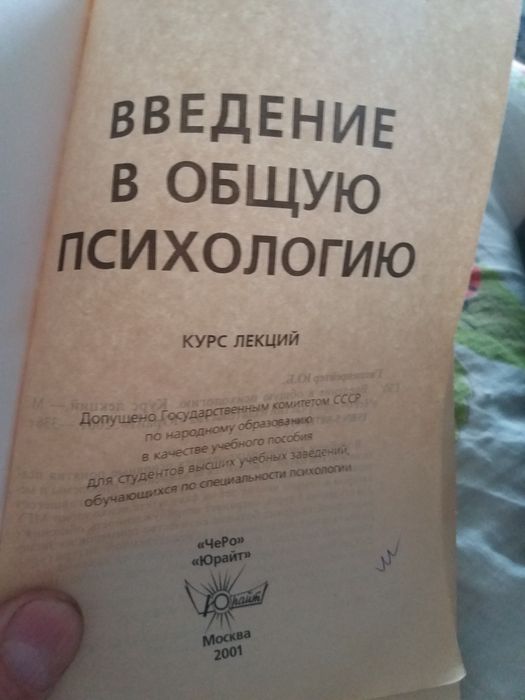 ВВЕДЕНИЕ
В ОБЩУЮ
ПСИХОЛОГИЮ
КУРС ЛЕКЦИЙ
Допущено Государственным комитетом СССР
по народному образованию
в качестве учебного пособия
для студентов высших учебных заведений,
обучающихся по специальности психологии
«ЧеРо»
«Юрайт»
Юрайт
Москва
2001